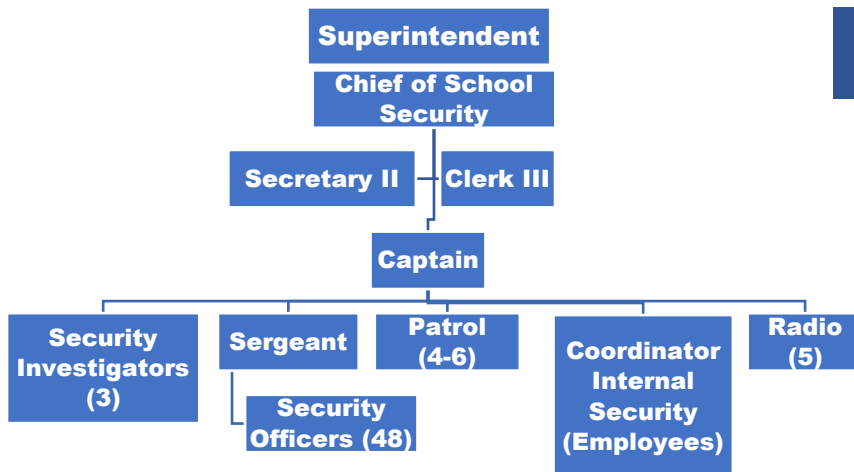 Superintendent
Chief of School
Security
Secretary II
Clerk III
Captain
Security
Investigators
(3)
Sergeant
Patrol
(4-6)
Coordinator
Internal
Security
(Employees)
Radio
(5)
Security
Officers (48)